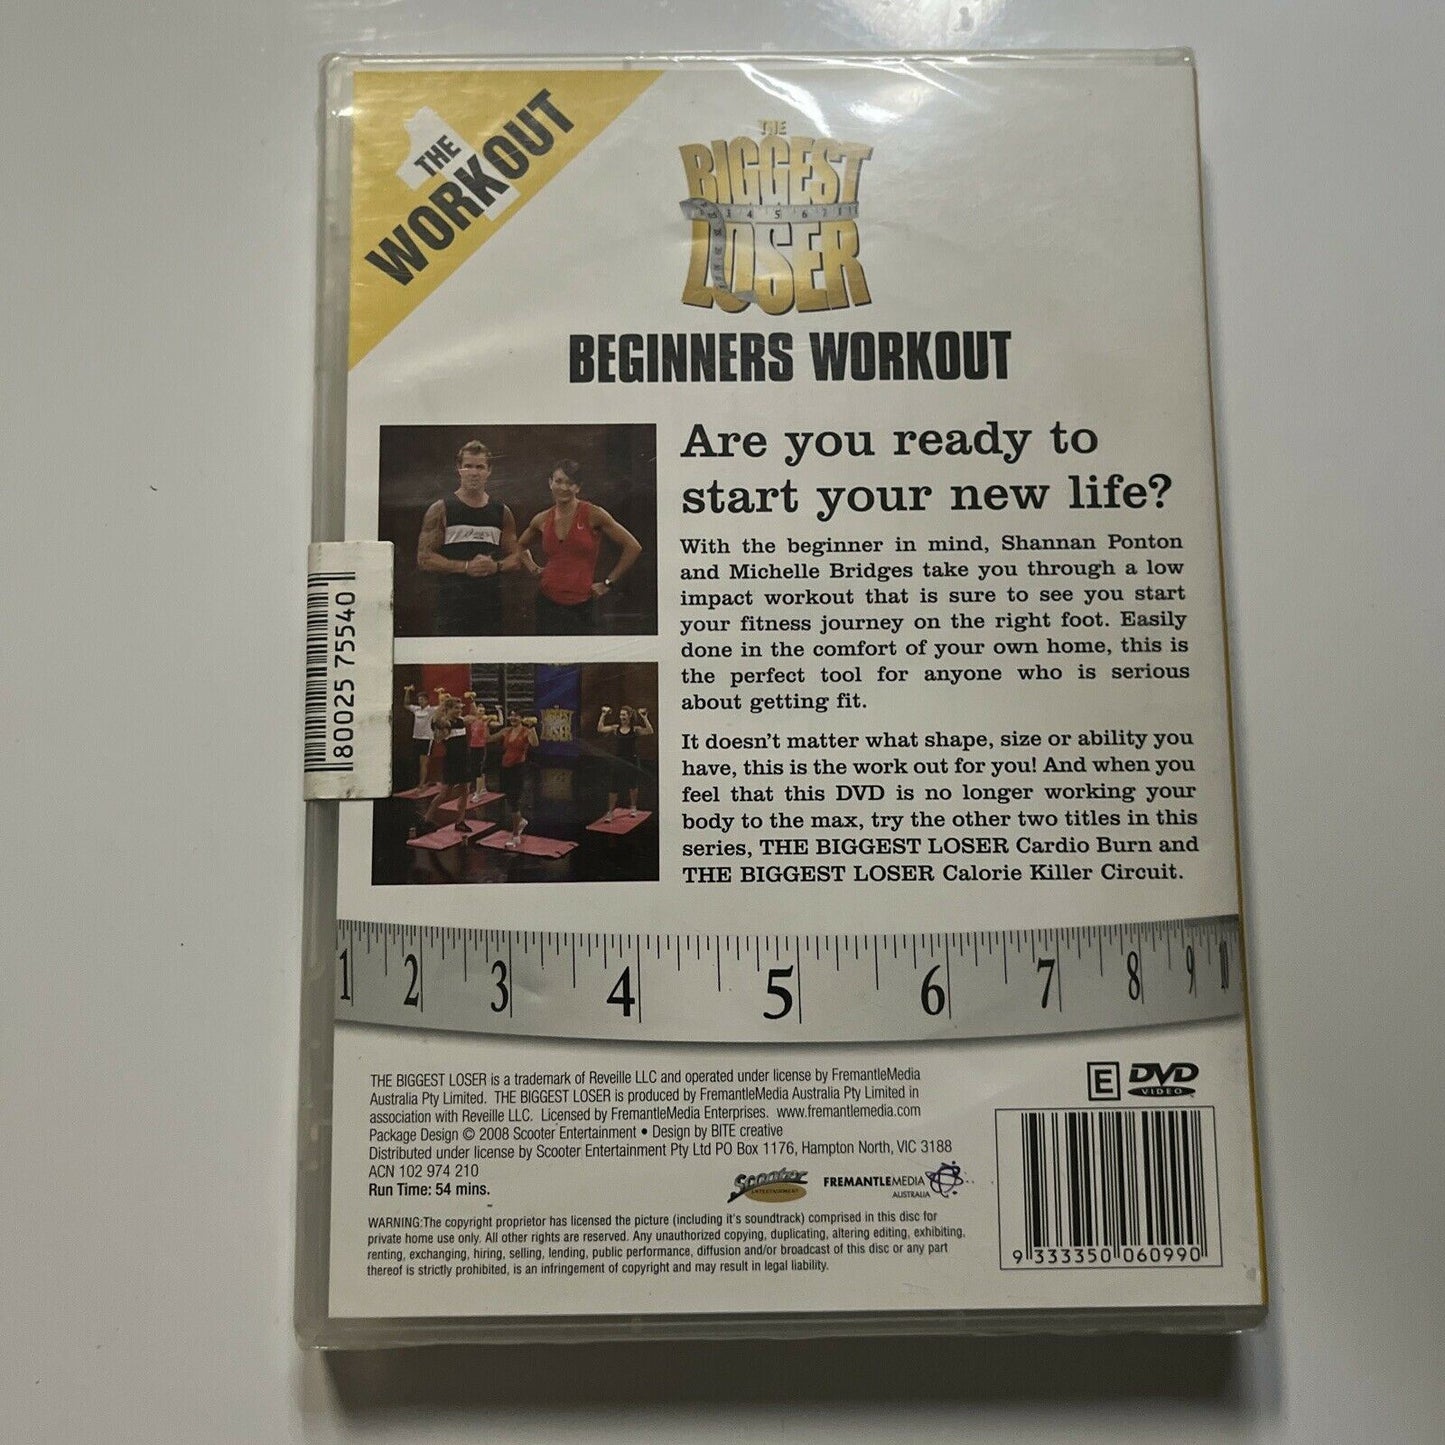 1
THE
WORKOUT
THE
BIGGEST
LOSER
BEGINNERS WORKOUT
Are you ready to
start your new life?
With the beginner in mind, Shannan Ponton
and Michelle Bridges take you through a low
impact workout that is sure to see you start
your fitness journey on the right foot. Easily
done in the comfort of your own home, this is
the perfect tool for anyone who is serious
about getting fit.
It doesn't matter what shape, size or ability you
have, this is the work out for you! And when you
feel that this DVD is no longer working your
body to the max, try the other two titles in this
series, THE BIGGEST LOSER Cardio Burn and
THE BIGGEST LOSER Calorie Killer Circuit.
80025 75540
BIGGEST
LOSER
1 2 3 4 5 6 7 8 9 10
THE BIGGEST LOSER is a trademark of Reveille LLC and operated under license by FremantleMedia
Australia Pty Limited. THE BIGGEST LOSER is produced by FremantleMedia Australia Pty Limited in
association with Reveille LLC. Licensed by FremantleMedia Enterprises. www.fremantlemedia.com
Package Design © 2008 Scooter Entertainment • Design by BITE creative
Distributed under license by Scooter Entertainment Pty Ltd PO Box 1176, Hampton North, VIC 3188
ACN 102 974 210
Run Time: 54 mins.
Scooter
ENTERTAINMENT
FREMANTLEMEDIA
AUSTRALIA
E
DVD
VIDEO
WARNING:The copyright proprietor has licensed the picture (including it's soundtrack) comprised in this disc for
private home use only. All other rights are reserved. Any unauthorized copying, duplicating, altering editing, exhibiting,
renting, exchanging, hiring, selling, lending, public performance, diffusion and/or broadcast of this disc or any part
thereof is strictly prohibited, is an infringement of copyright and may result in legal liability.
9 333350 060990